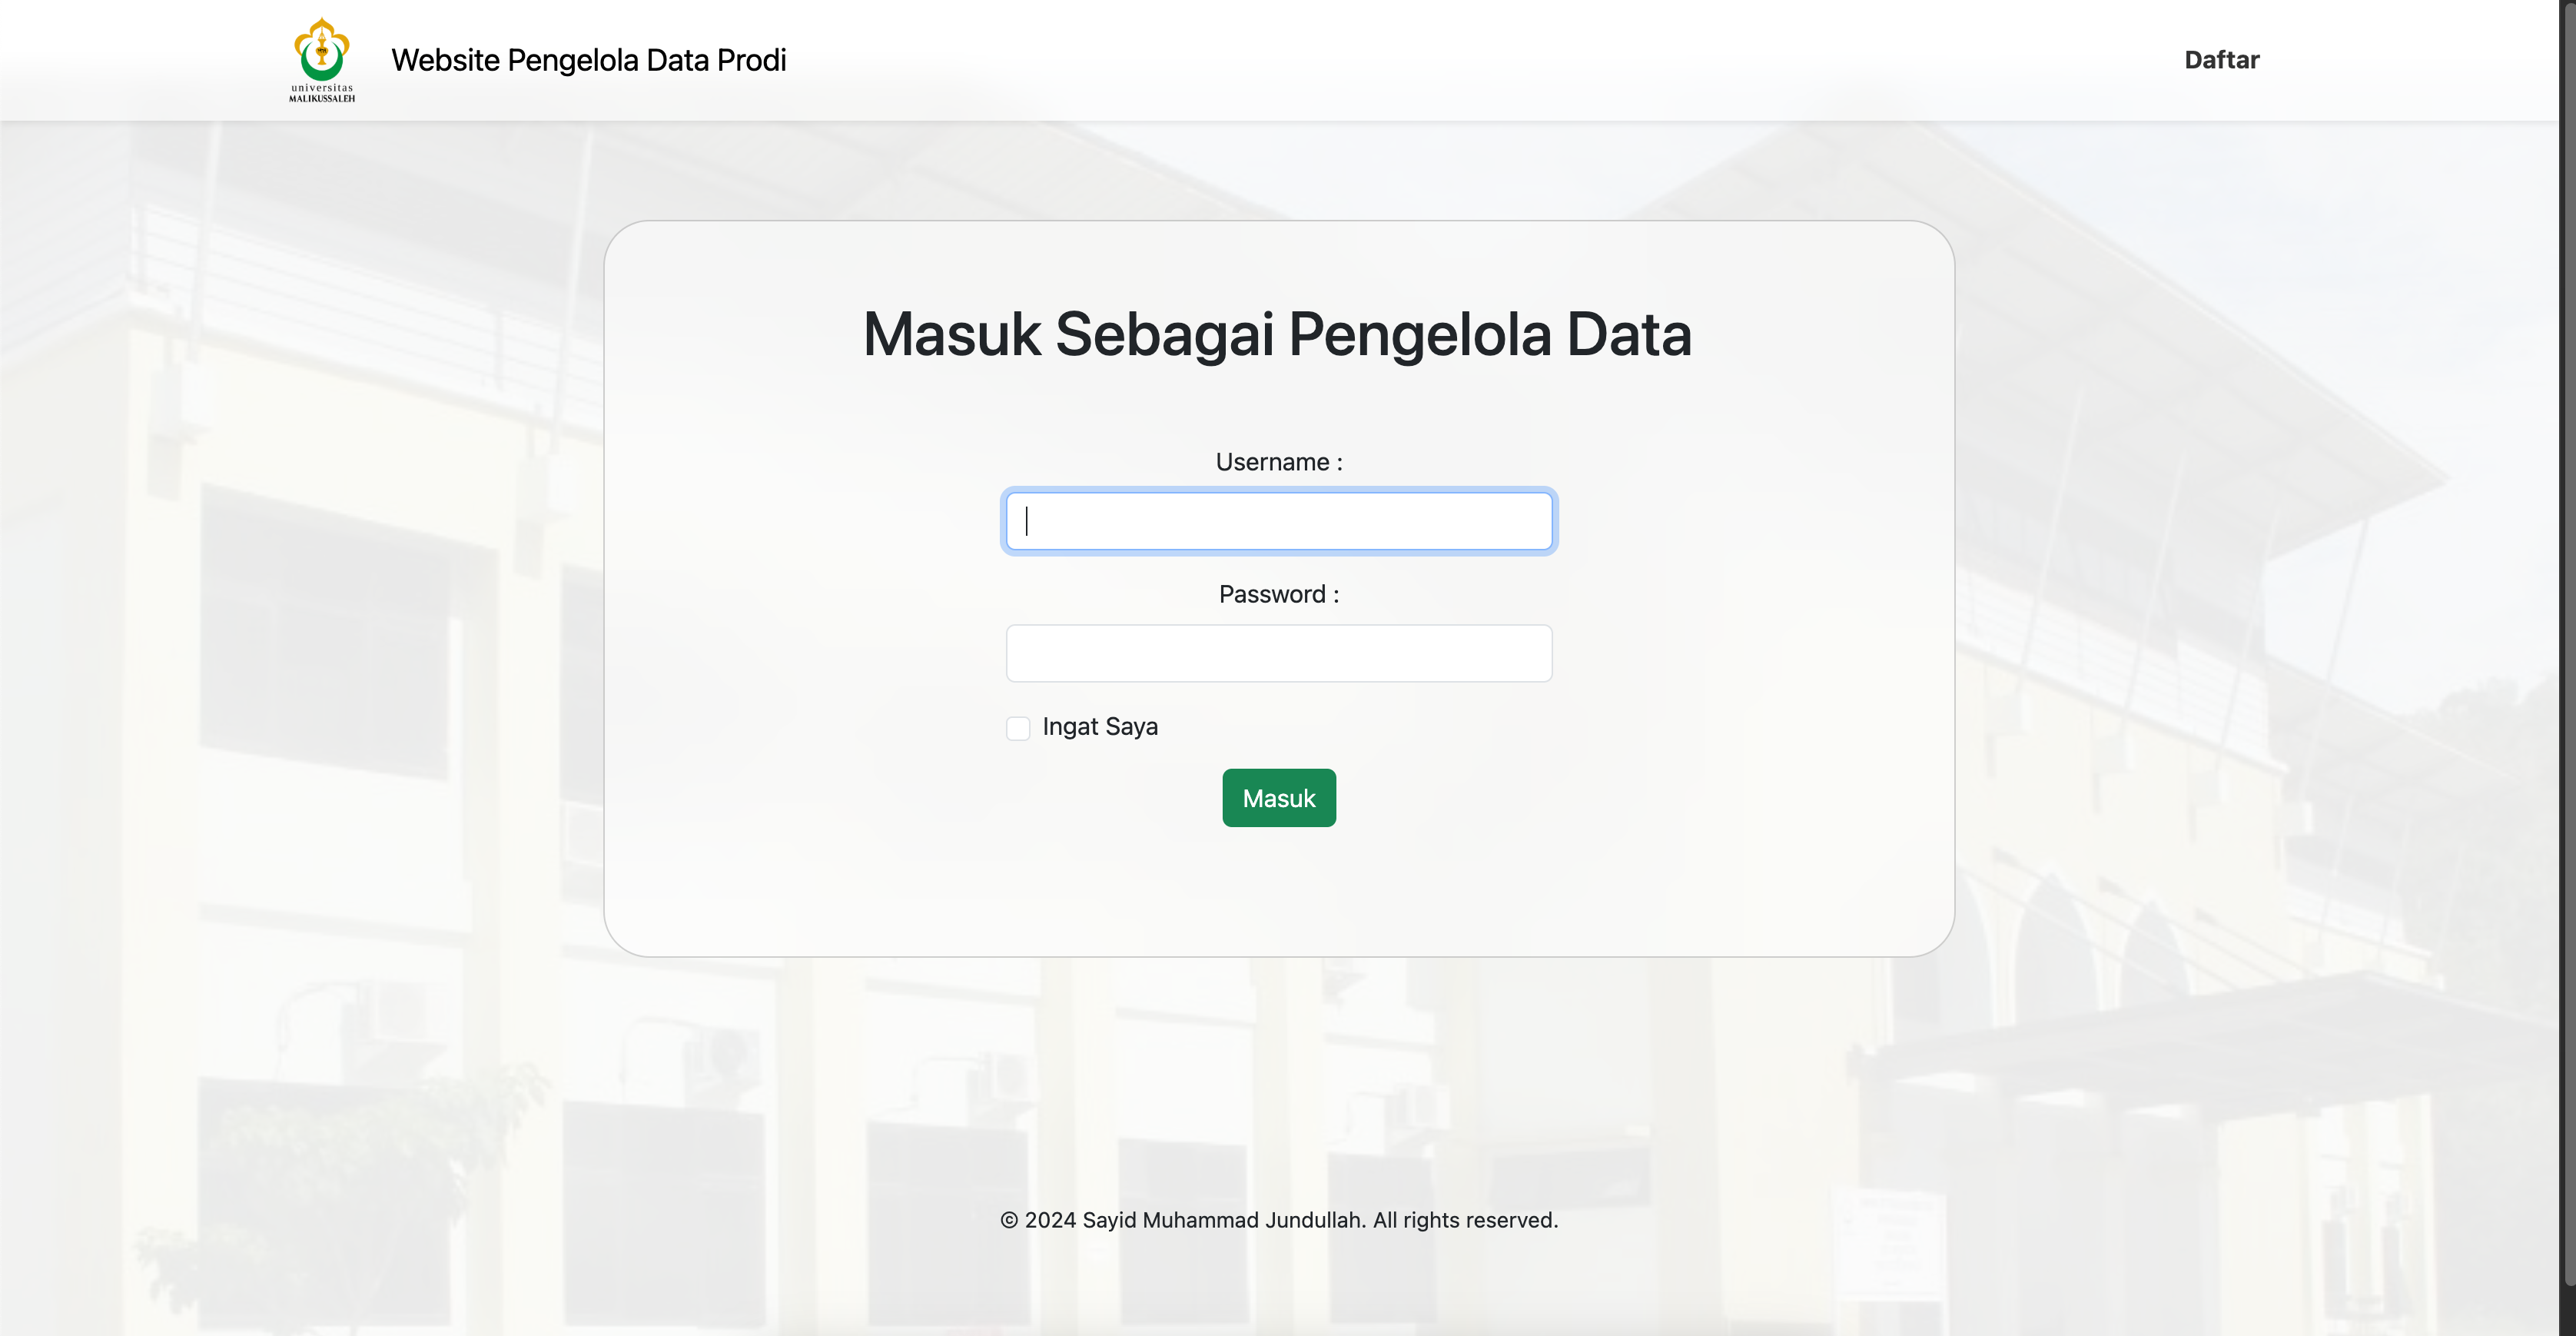 universitas
MALIKUSSALEH
Website Pengelola Data Prodi
Daftar
Masuk Sebagai Pengelola Data
Username :
Password :
Ingat Saya
Masuk
© 2024 Sayid Muhammad Jundullah. All rights reserved.